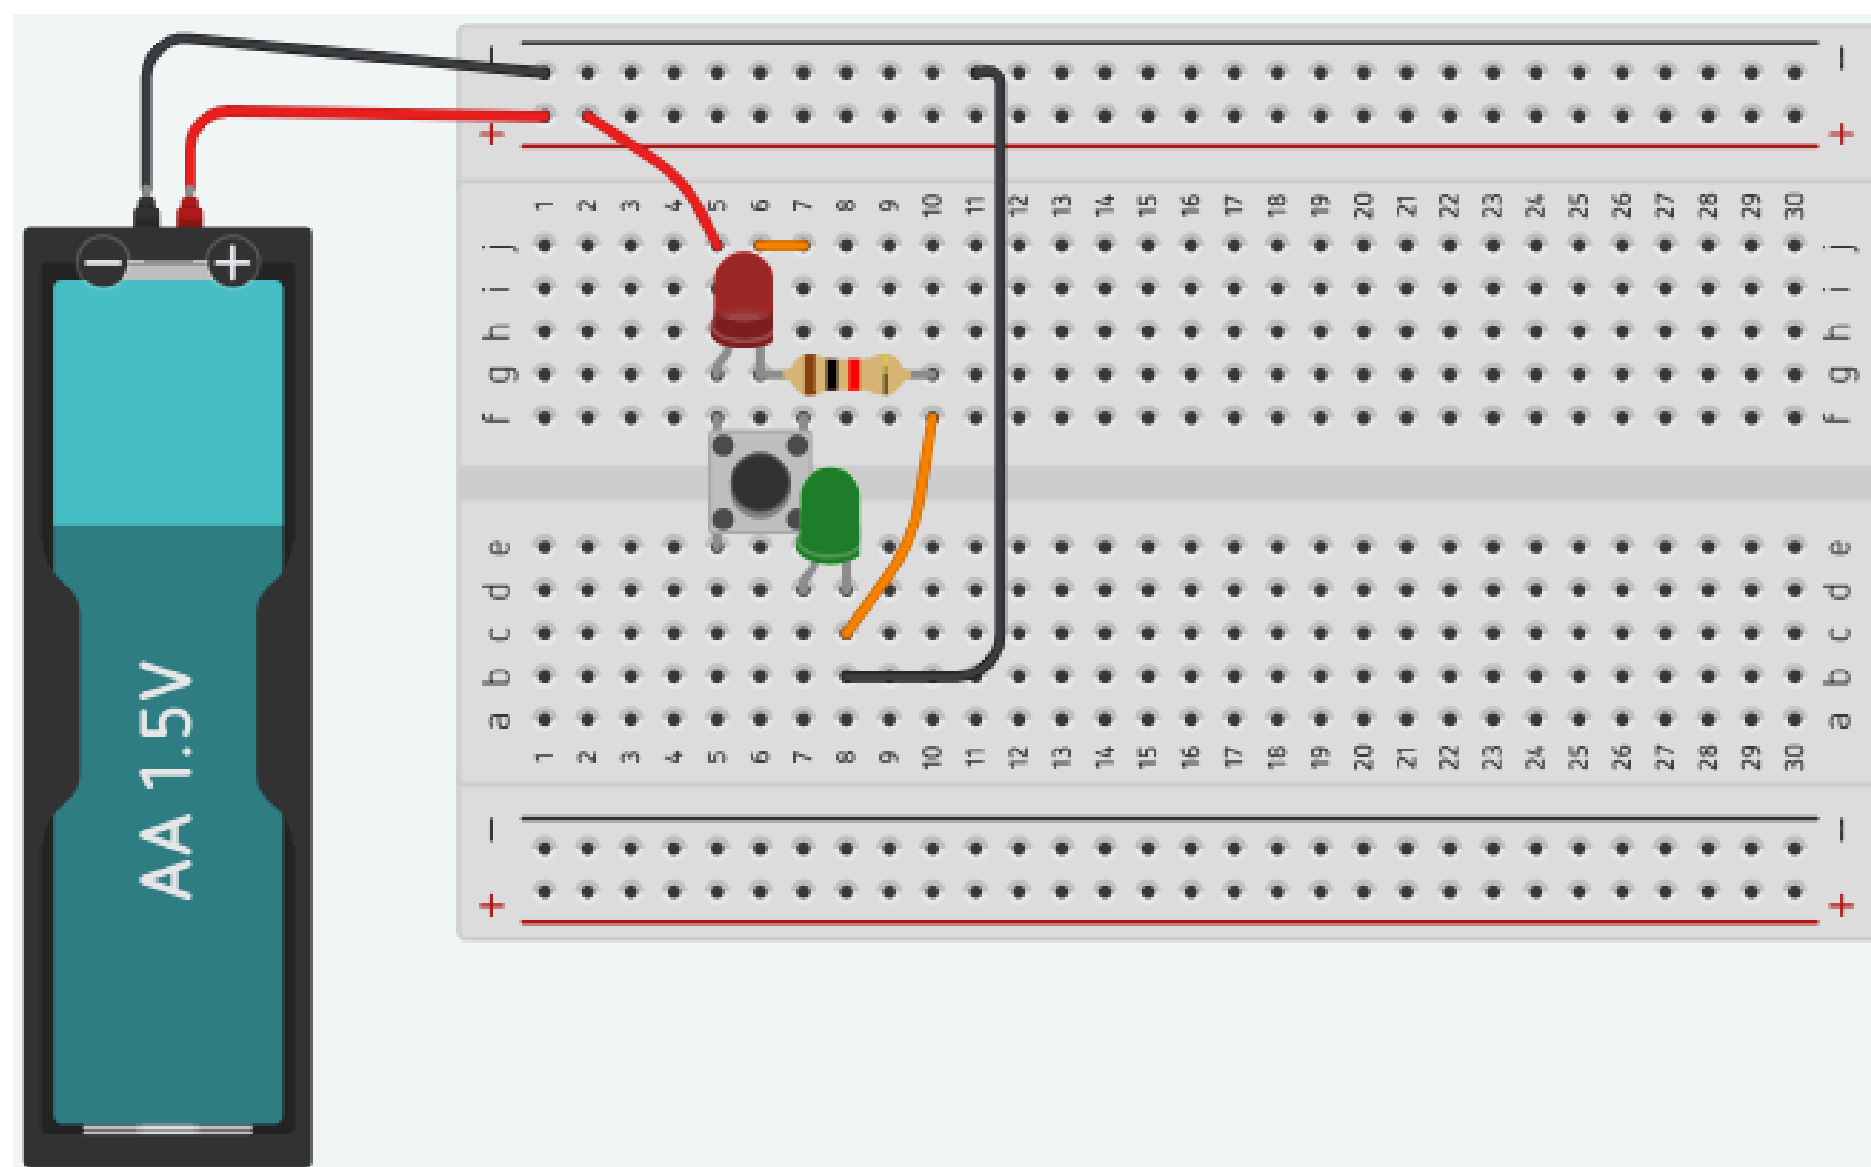 − −
+ +
1 2 3 4 5 6 7 8 9 10 11 12 13 14 15 16 17 18 19 20 21 22 23 24 25 26 27 28 29 30
j j
− + i i
h h
g g
f f
e e
d d
c c
AA 1.5V
b b
a a
1 2 3 4 5 6 7 8 9 10 11 12 13 14 15 16 17 18 19 20 21 22 23 24 25 26 27 28 29 30
− −
+ +